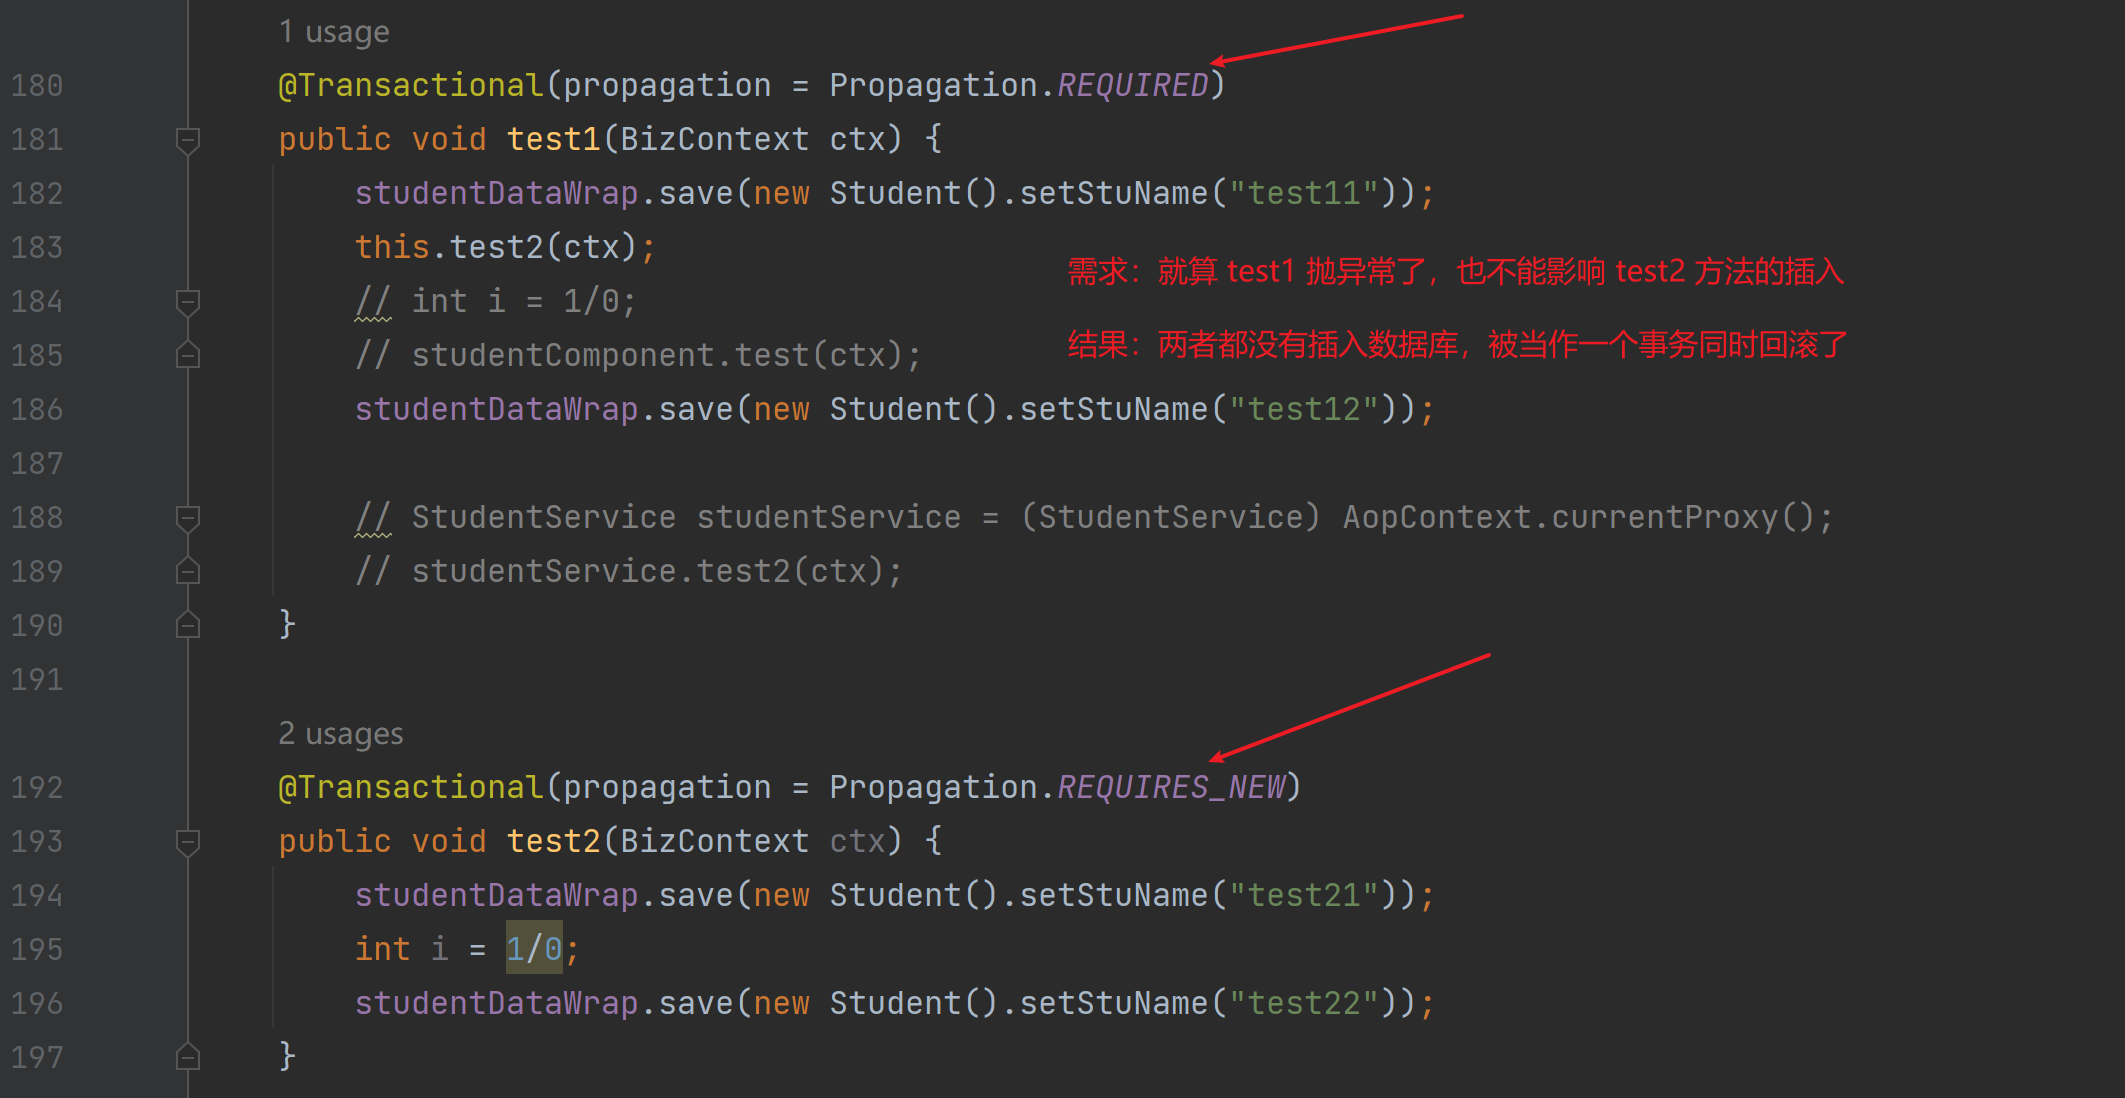 1 usage
180 @Transactional(propagation = Propagation.REQUIRED)
181 public void test1(BizContext ctx) {
182 studentDataWrap.save(new Student().setStuName("test11"));
183 this.test2(ctx);
需求：就算 test1 抛异常了，也不能影响 test2 方法的插入
184 // int i = 1/0;
结果：两者都没有插入数据库，被当作一个事务同时回滚了
185 // studentComponent.test(ctx);
186 studentDataWrap.save(new Student().setStuName("test12"));
187
188 // StudentService studentService = (StudentService) AopContext.currentProxy();
189 // studentService.test2(ctx);
190 }
191
2 usages
192 @Transactional(propagation = Propagation.REQUIRES_NEW)
193 public void test2(BizContext ctx) {
194 studentDataWrap.save(new Student().setStuName("test21"));
195 int i = 1/0;
196 studentDataWrap.save(new Student().setStuName("test22"));
197 }